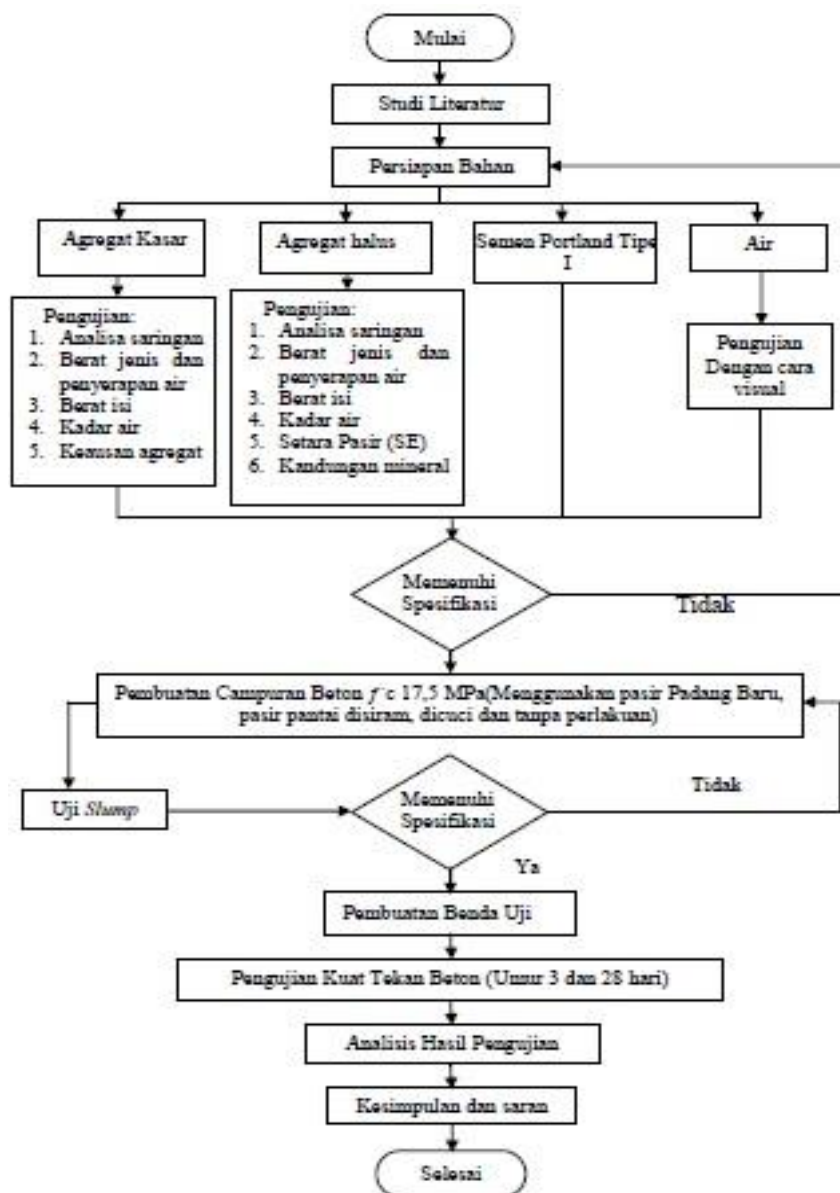 Mulai
Studi Literatur
Persiapan Bahan
Agregat Kasar
Agregat halus
Semen Portland Tipe
I
Air
Pengujian:
1. Analisa saringan
2. Berat jenis dan
penyerapan air
3. Berat isi
4. Kadar air
5. Keausan agregat
Pengujian:
1. Analisa saringan
2. Berat jenis dan
penyerapan air
3. Berat isi
4. Kadar air
5. Setara Pasir (SE)
6. Kandungan mineral
Pengujian
Dengan cara
visual
Memenuhi
Spesifikasi
Tidak
Pembuatan Campuran Beton f'c 17,5 MPa(Menggunakan pasir Padang Baru,
pasir pantai disiram, dicuci dan tanpa perlakuan)
Uji Slump
Memenuhi
Spesifikasi
Tidak
Ya
Pembuatan Benda Uji
Pengujian Kuat Tekan Beton (Umur 3 dan 28 hari)
Analisis Hasil Pengujian
Kesimpulan dan saran
Selesai